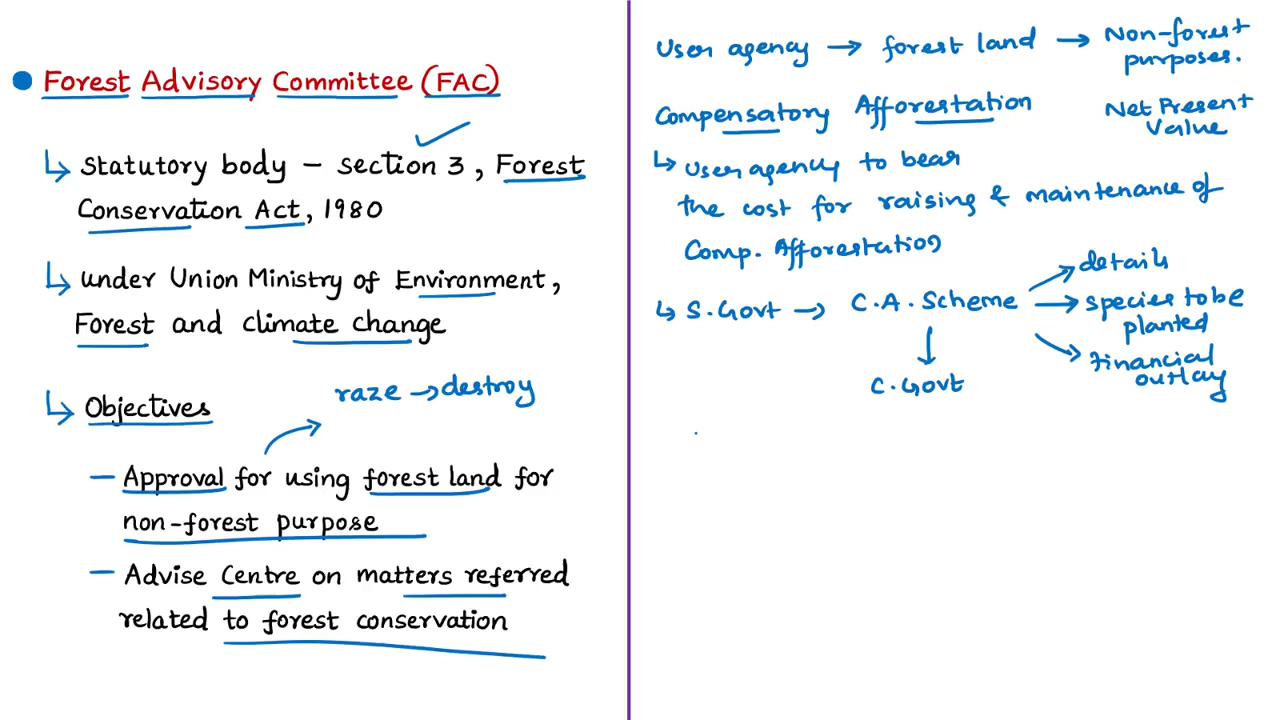 Forest Advisory Committee (FAC)
Statutory body – section 3, Forest
Conservation Act, 1980
under Union Ministry of Environment,
Forest and climate change
raze → destroy
Objectives
– Approval for using forest land for
non-forest purpose
– Advise Centre on matters referred
related to forest conservation
User agency → forest land → Non-forest
purposes.
Compensatory Afforestation
Net Present
Value
↳ User agency to bear
the cost for raising & maintenance of
Comp. Afforestation
↳ S. Govt → C.A. Scheme
→ details
→ species to be
planted
→ financial
outlay
↓
C. Govt